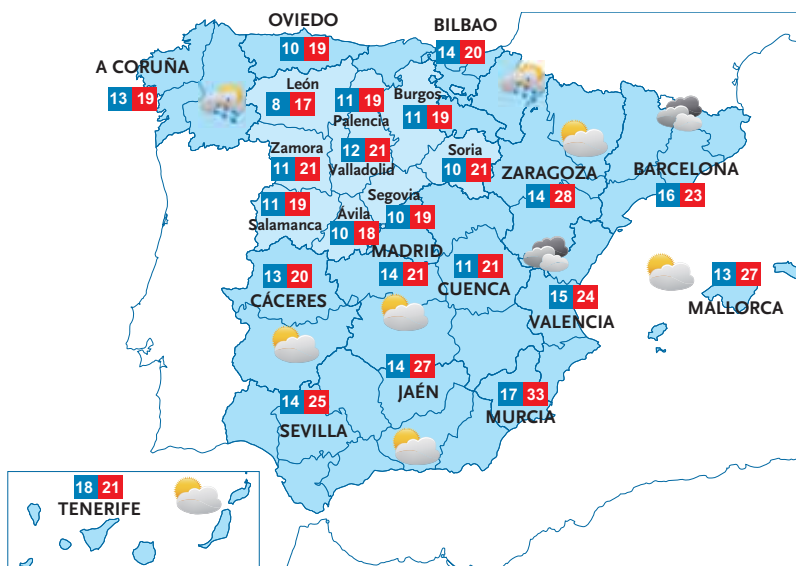 OVIEDO
10 19
BILBAO
14 20
A CORUÑA
13 19
León
8 17
11 19
Palencia
Burgos
11 19
Zamora
11 21
12 21
Valladolid
Soria
10 21
ZARAGOZA
14 28
BARCELONA
16 23
11 19
Salamanca
Ávila
10 18
Segovia
10 19
MADRID
14 21
11 21
CUENCA
13 20
CÁCERES
15 24
VALENCIA
13 27
MALLORCA
14 27
JAÉN
17 33
MURCIA
14 25
SEVILLA
18 21
TENERIFE